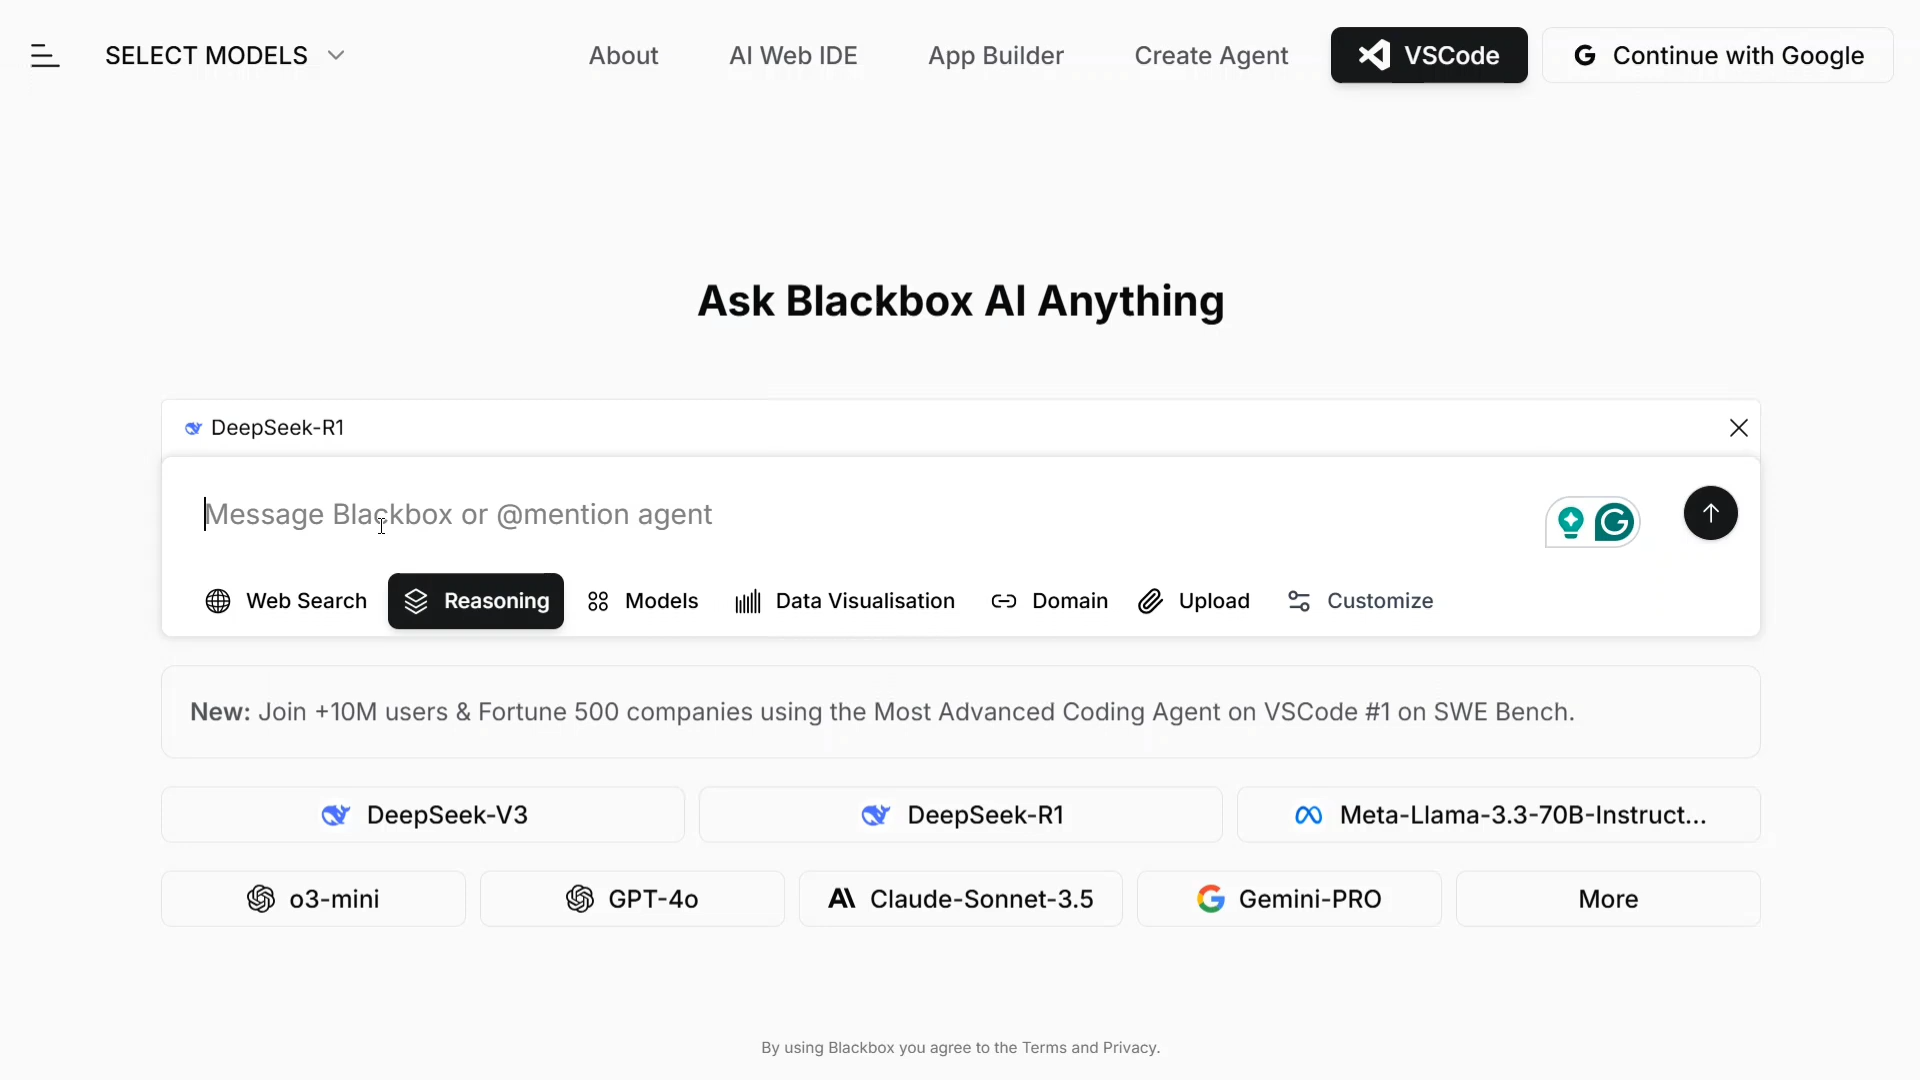 SELECT MODELS About AI Web IDE App Builder Create Agent VSCode Continue with Google
Ask Blackbox AI Anything
DeepSeek-R1
Message Blackbox or @mention agent
Web Search Reasoning Models Data Visualisation Domain Upload Customize
New: Join +10M users & Fortune 500 companies using the Most Advanced Coding Agent on VSCode #1 on SWE Bench.
DeepSeek-V3 DeepSeek-R1 Meta-Llama-3.3-70B-Instruct...
o3-mini GPT-4o Claude-Sonnet-3.5 Gemini-PRO More
By using Blackbox you agree to the Terms and Privacy.